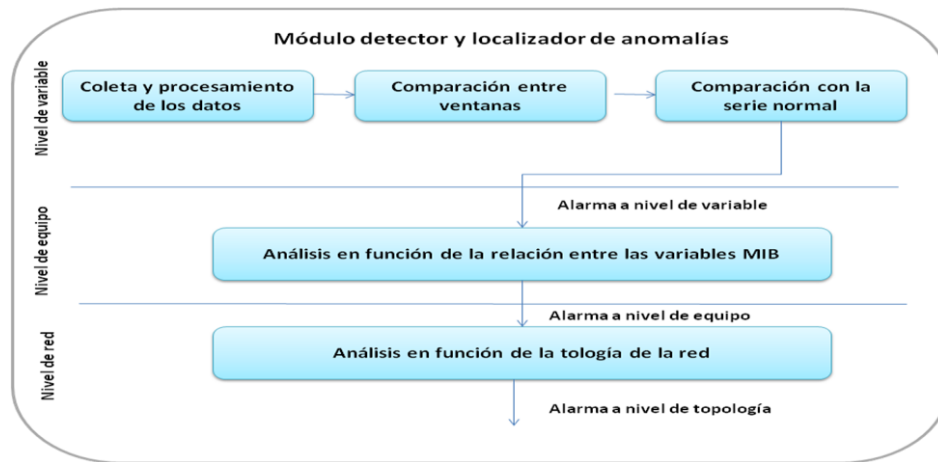 Módulo detector y localizador de anomalías
Nivel de variable
Coleta y procesamiento
de los datos
Comparación entre
ventanas
Comparación con la
serie normal
Alarma a nivel de variable
Nivel de equipo
Análisis en función de la relación entre las variables MIB
Alarma a nivel de equipo
Nivel de red
Análisis en función de la tología de la red
Alarma a nivel de topología